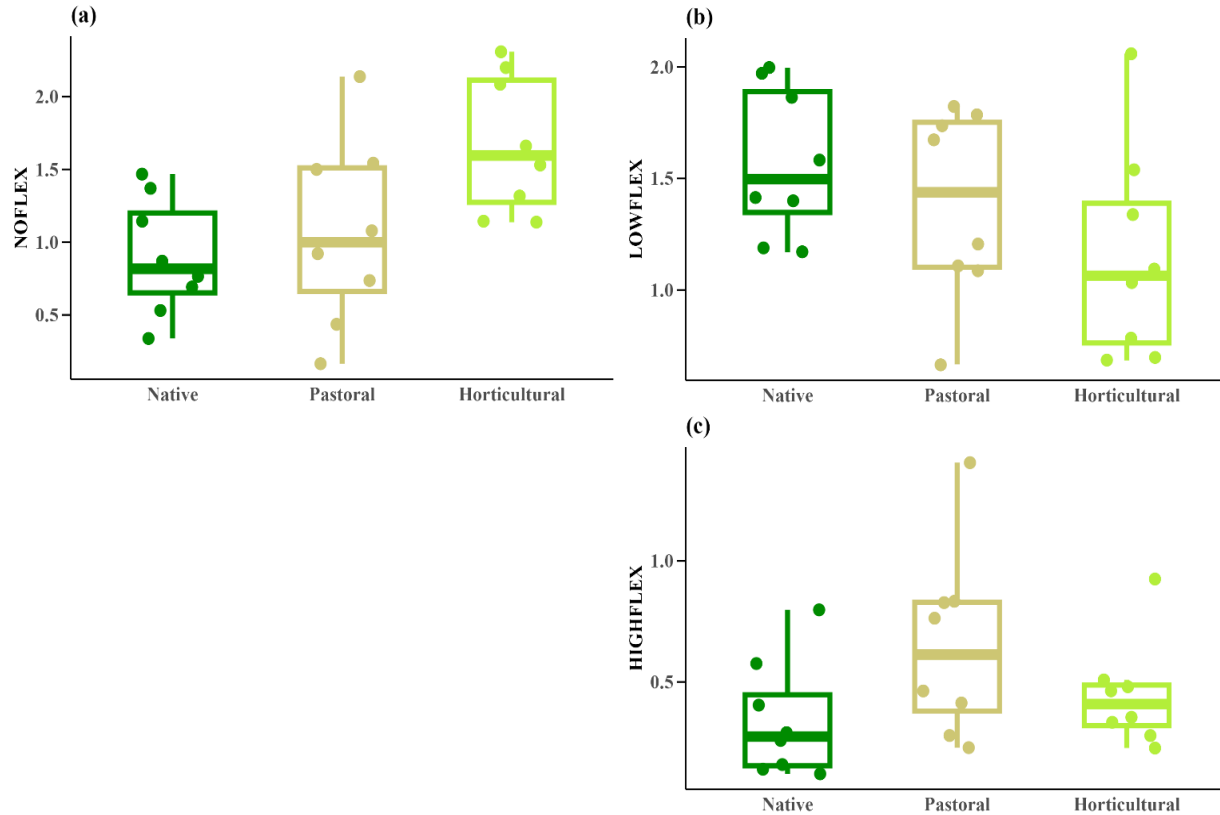 (a)
NOFLEX
2.0
1.5
1.0
0.5
Native Pastoral Horticultural
(b)
LOWFLEX
2.0
1.5
1.0
Native Pastoral Horticultural
(c)
HIGHFLEX
1.0
0.5
Native Pastoral Horticultural